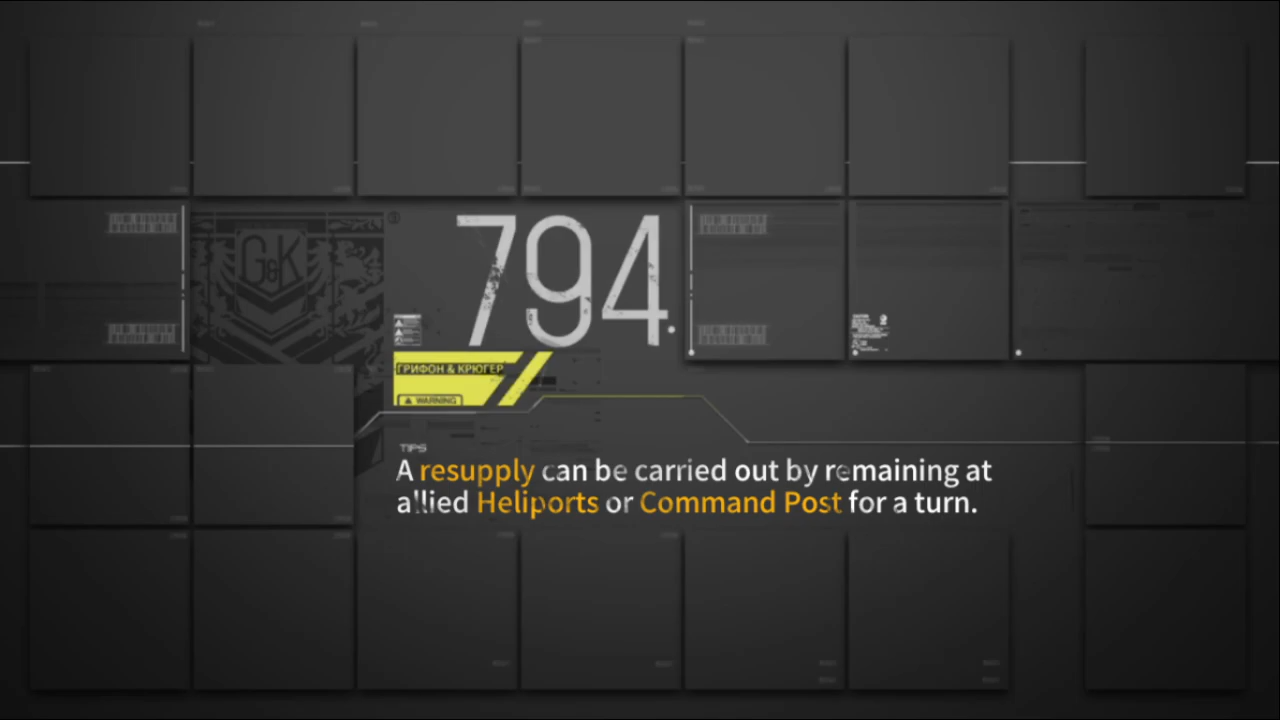 G&K
794.
ГРИФОН & КРЮГЕР
WARNING
TIPS
A resupply can be carried out by remaining at
allied Heliports or Command Post for a turn.